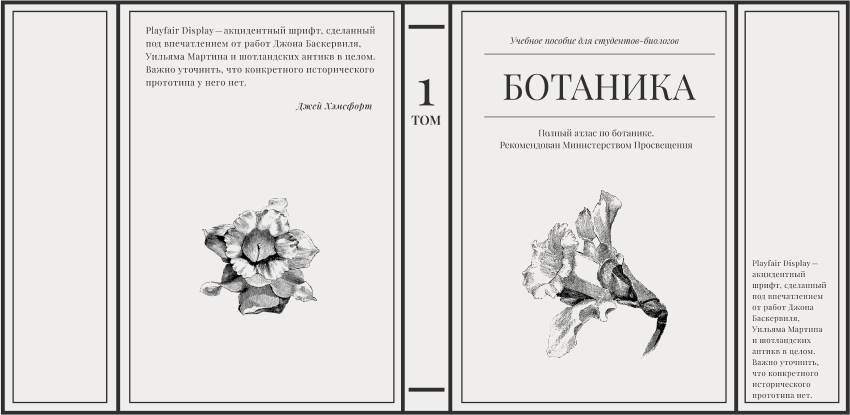 Playfair Display — акцидентный шрифт, сделанный
под впечатлением от работ Джона Баскервиля,
Уильяма Мартина и шотландских антикв в целом.
Важно уточнить, что конкретного исторического
прототипа у него нет.
Джей Хэмсфорт
1
ТОМ
Учебное пособие для студентов-биологов
БОТАНИКА
Полный атлас по ботанике.
Рекомендован Министерством Просвещения
Playfair Display —
акцидентный
шрифт, сделанный
под впечатлением
от работ Джона
Баскервиля,
Уильяма Мартина
и шотландских
антикв в целом.
Важно уточнить,
что конкретного
исторического
прототипа нет.